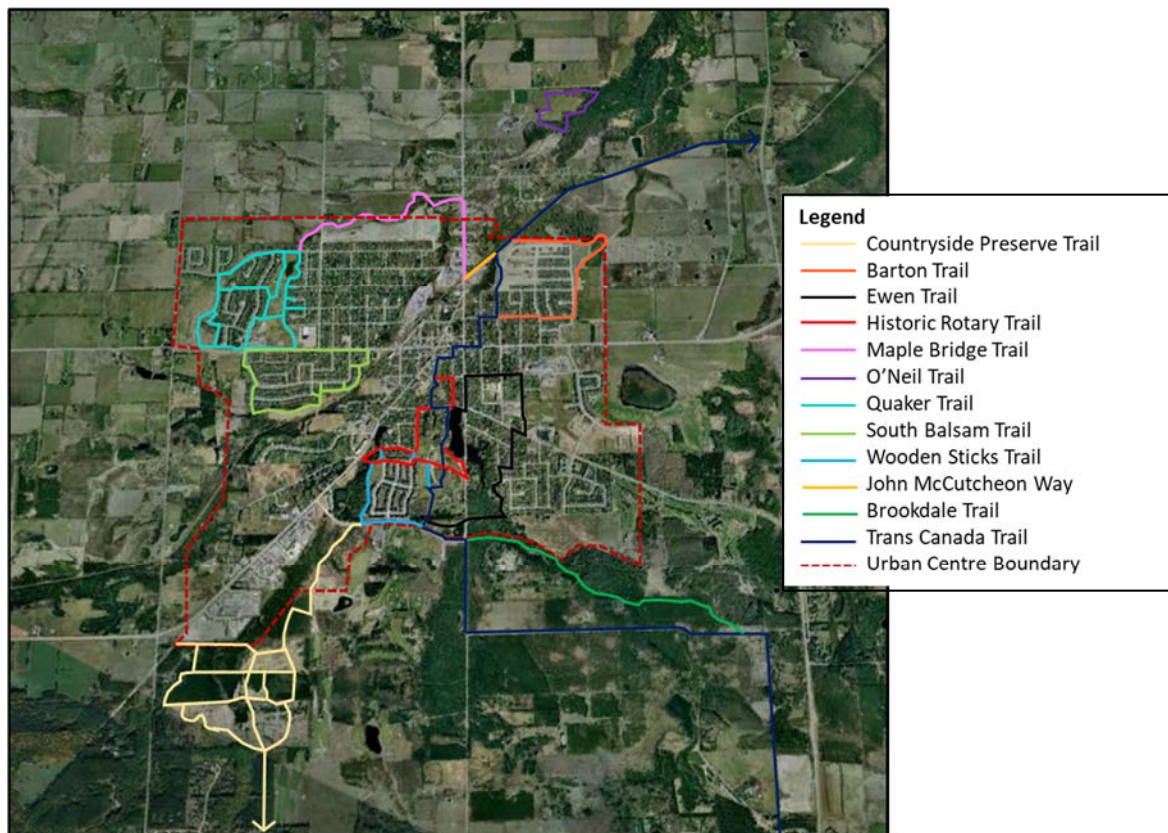 Legend
Countryside Preserve Trail
Barton Trail
Ewen Trail
Historic Rotary Trail
Maple Bridge Trail
O’Neil Trail
Quaker Trail
South Balsam Trail
Wooden Sticks Trail
John McCutcheon Way
Brookdale Trail
Trans Canada Trail
Urban Centre Boundary